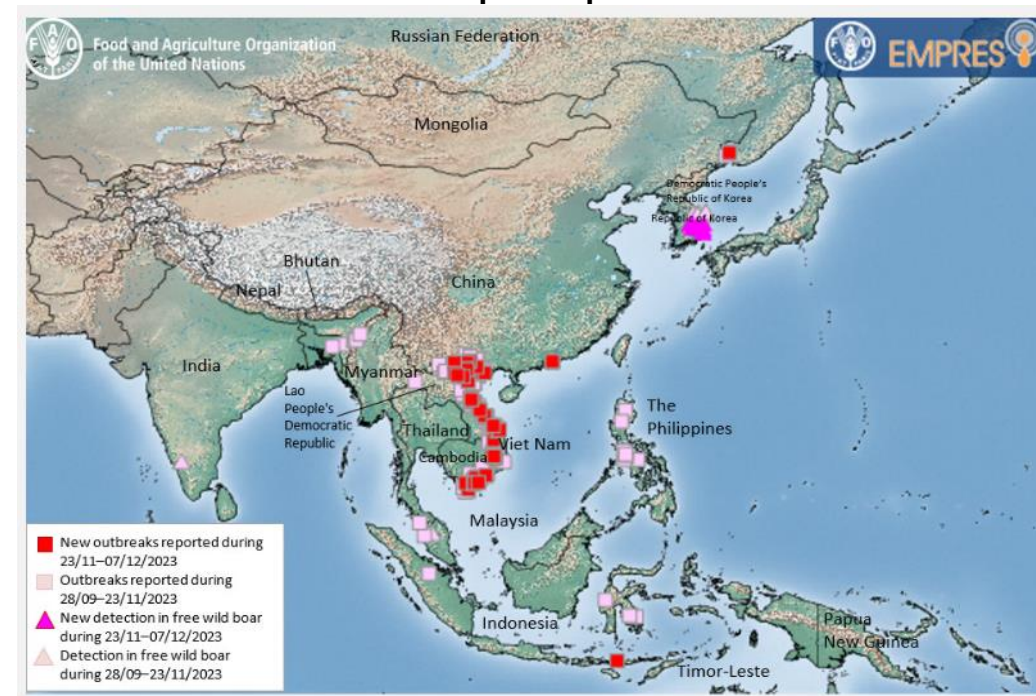 Food and Agriculture Organization
of the United Nations
Russian Federation
EMPRES
Mongolia
Democratic People's
Republic of Korea
Republic of Korea
Bhutan
Nepal
China
India
Myanmar
Lao
People's
Democratic
Republic
Thailand
Cambodia
Viet Nam
The
Philippines
Malaysia
Indonesia
Papua
New Guinea
Timor-Leste
New outbreaks reported during
23/11–07/12/2023
Outbreaks reported during
28/09–23/11/2023
New detection in free wild boar
during 23/11–07/12/2023
Detection in free wild boar
during 28/09–23/11/2023